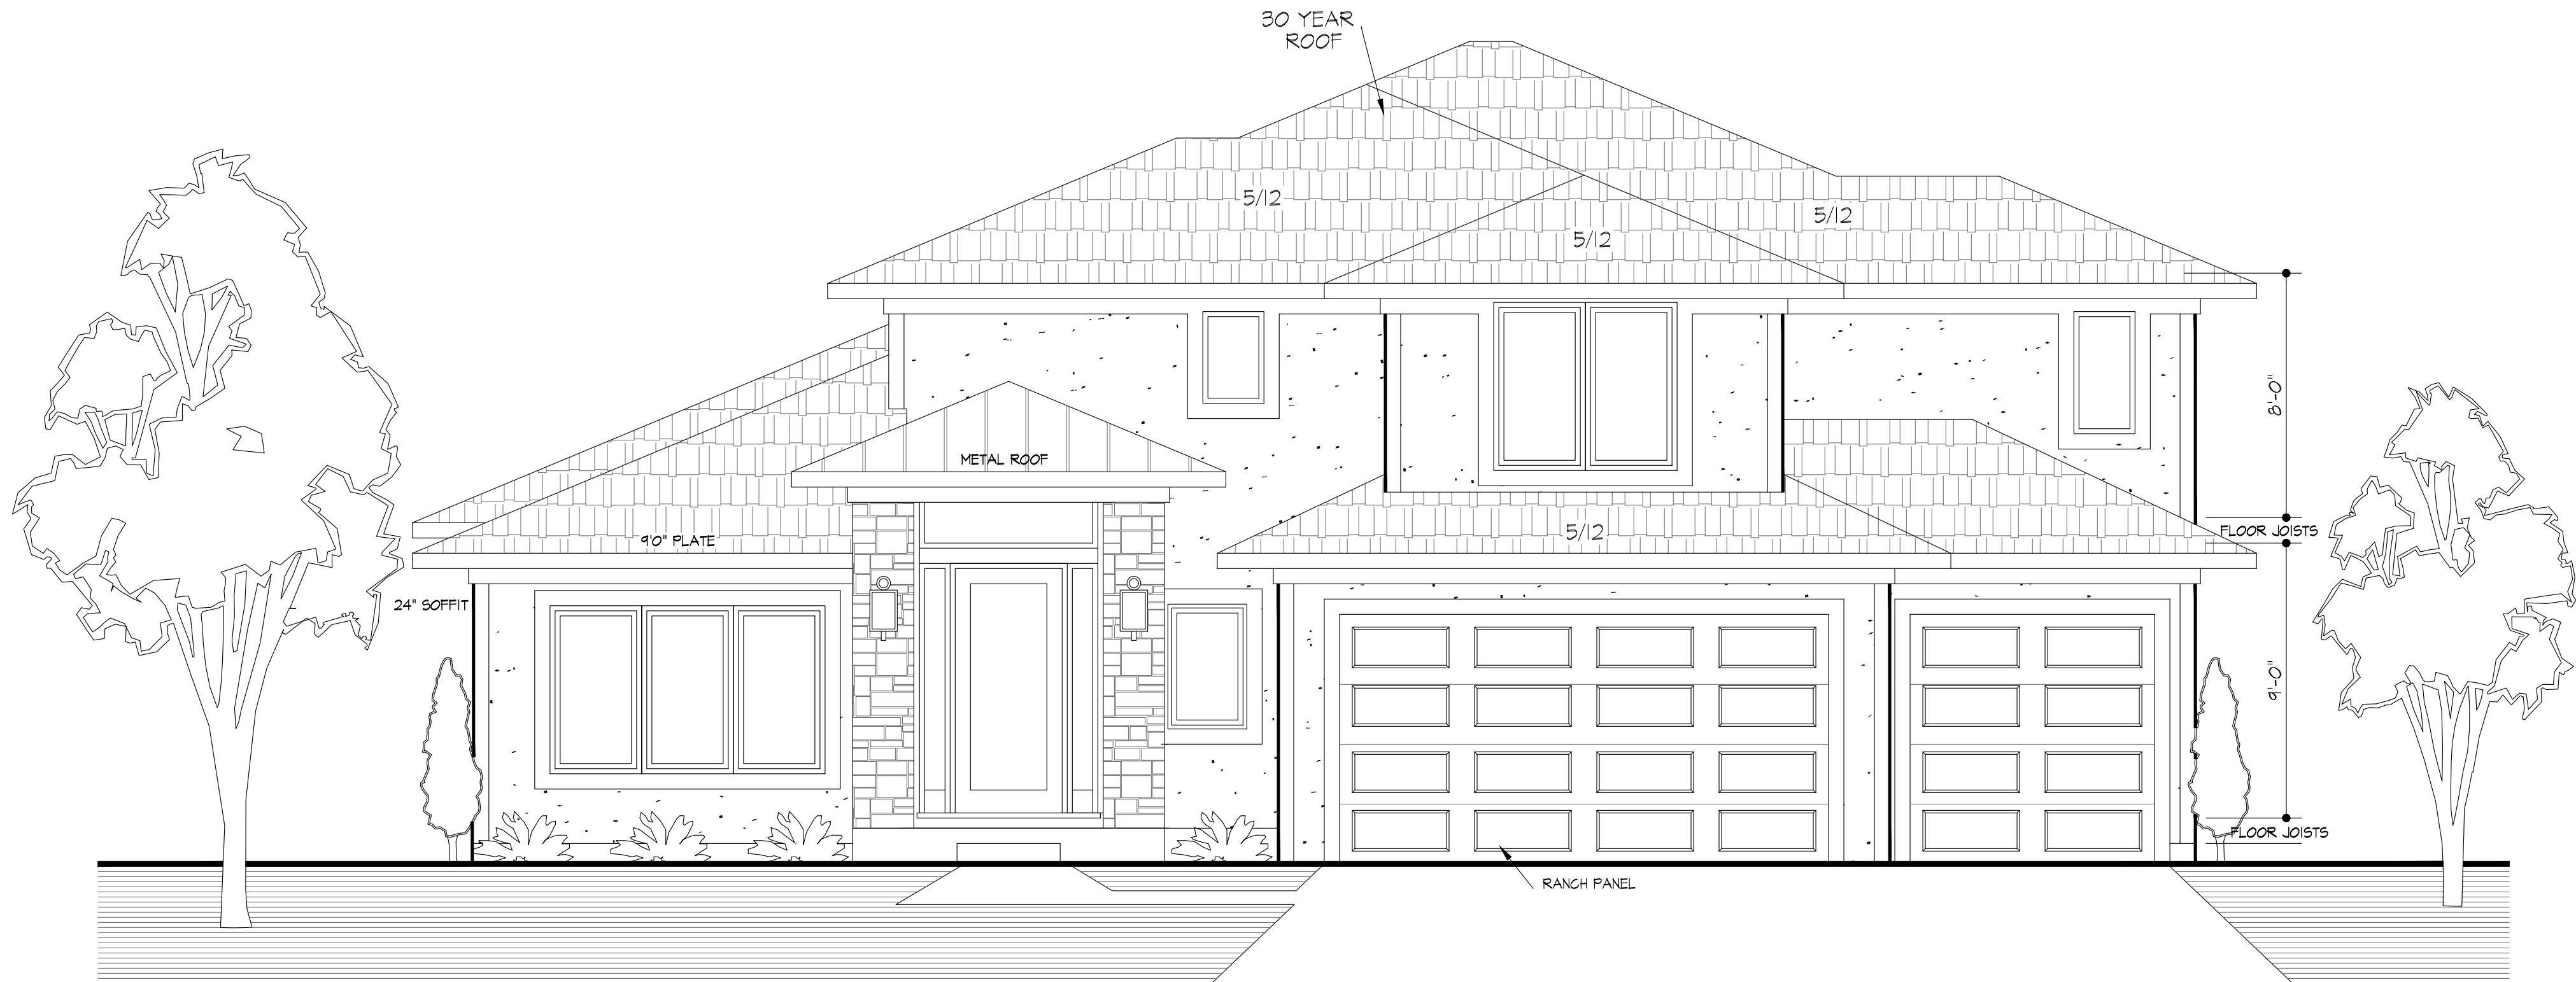 30 YEAR
ROOF
5/12
5/12
5/12
8'-0"
METAL ROOF
FLOOR JOISTS
5/12
9'0" PLATE
24" SOFFIT
9'-0"
FLOOR JOISTS
RANCH PANEL